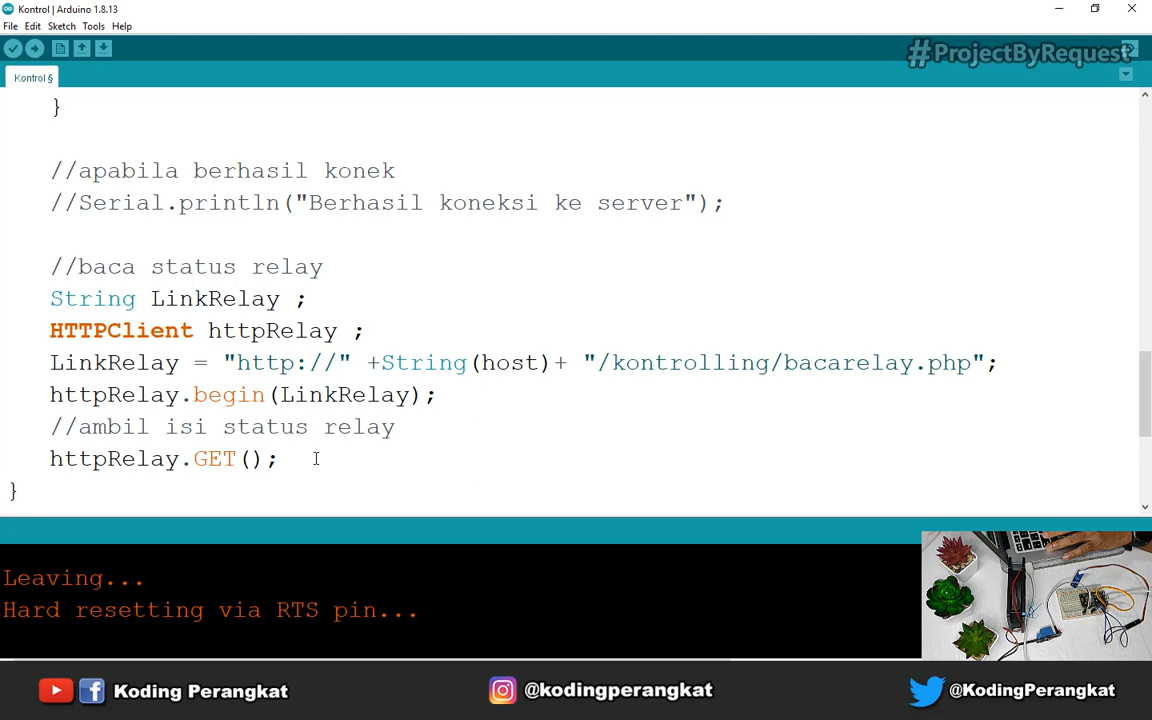 Kontrol | Arduino 1.8.13
File Edit Sketch Tools Help
#ProjectByRequest
Kontrol §
}
//apabila berhasil konek
//Serial.println("Berhasil koneksi ke server");
//baca status relay
String LinkRelay ;
HTTPClient httpRelay ;
LinkRelay = "http://" +String(host)+ "/kontrolling/bacarelay.php";
httpRelay.begin(LinkRelay);
//ambil isi status relay
httpRelay.GET();
}
Leaving...
Hard resetting via RTS pin...
Koding Perangkat
@kodingperangkat
@KodingPerangkat